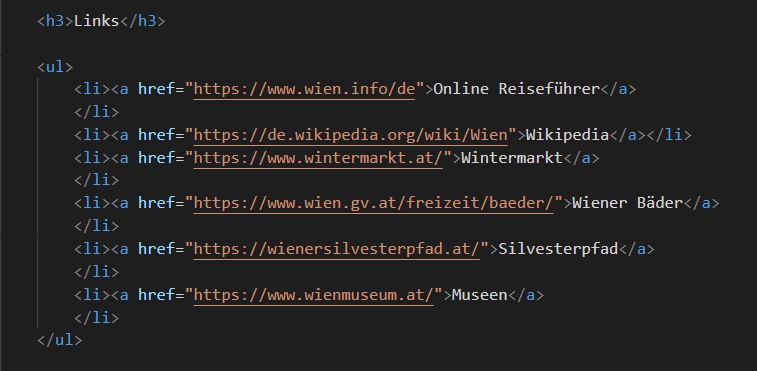 <h3>Links</h3>
<ul>
<li><a href="https://www.wien.info/de">Online Reiseführer</a>
</li>
<li><a href="https://de.wikipedia.org/wiki/Wien">Wikipedia</a></li>
<li><a href="https://www.wintermarkt.at/">Wintermarkt</a>
</li>
<li><a href="https://www.wien.gv.at/freizeit/baeder/">Wiener Bäder</a>
</li>
<li><a href="https://wienersilvesterpfad.at/">Silvesterpfad</a>
</li>
<li><a href="https://www.wienmuseum.at/">Museen</a>
</li>
</ul>